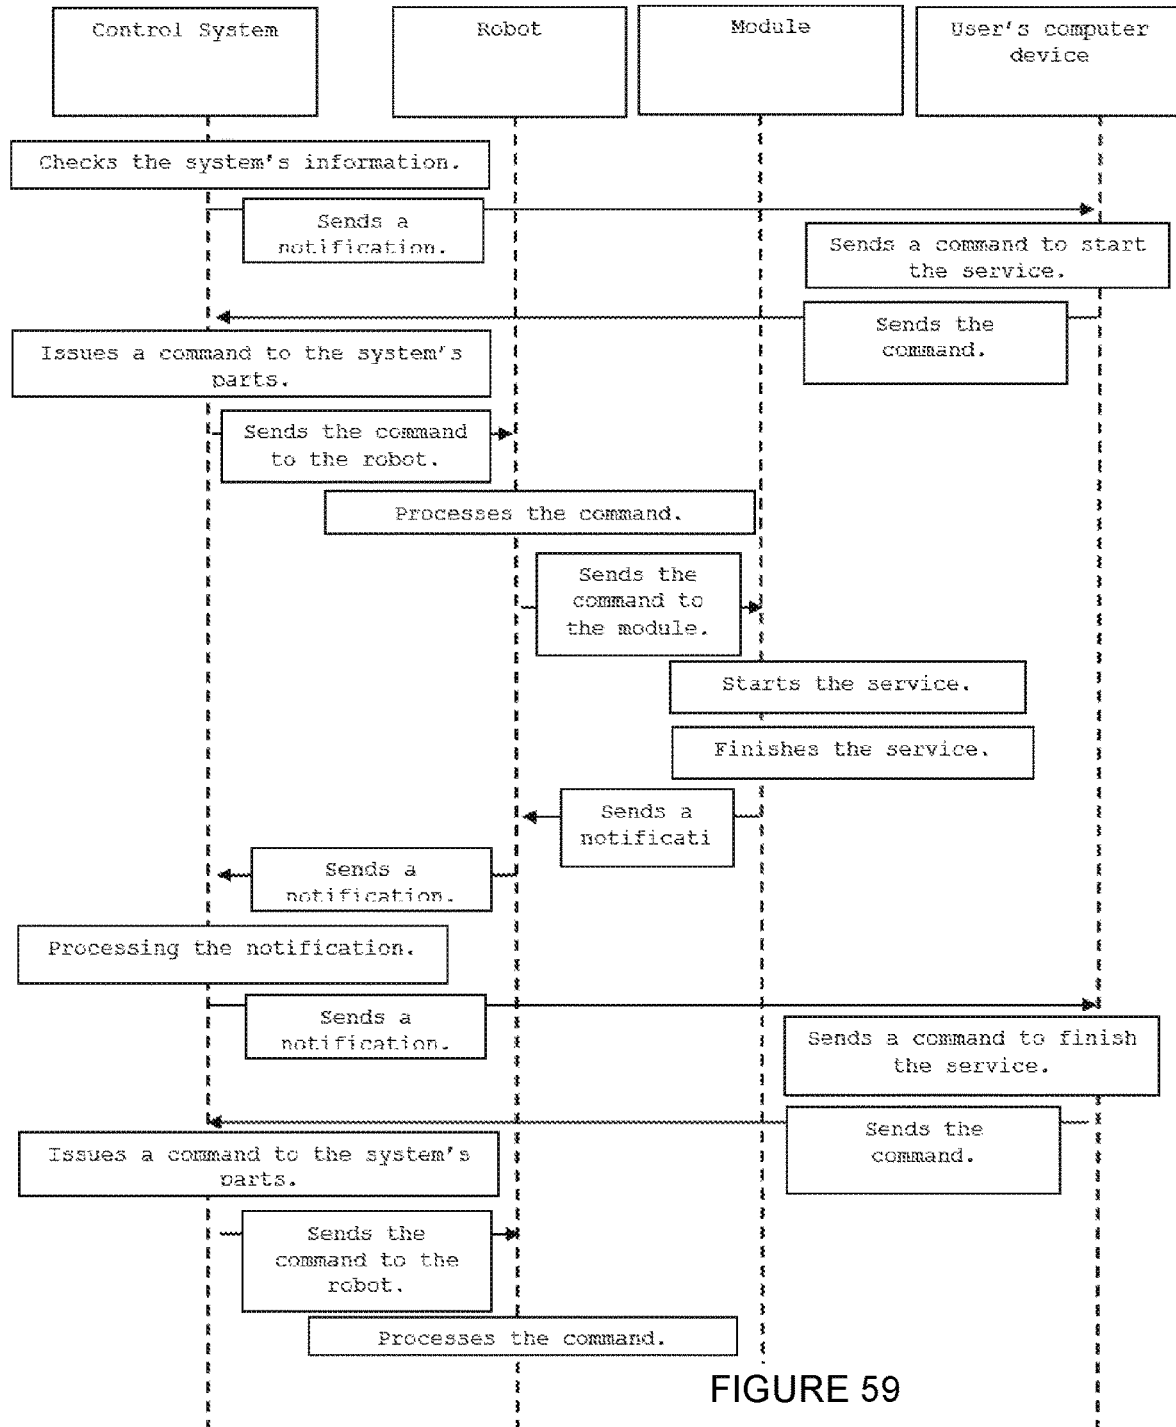 Control System
Robot
Module
User's computer
device
Checks the system's information.
Sends a
notification.
Sends a command to start
the service.
Sends the
command.
Issues a command to the system's
parts.
Sends the command
to the robot.
Processes the command.
Sends the
command to
the module.
Starts the service.
Finishes the service.
Sends a
notificati
Sends a
notification.
Processing the notification.
Sends a
notification.
Sends a command to finish
the service.
Sends the
command.
Issues a command to the system's
parts.
Sends the
command to the
robot.
Processes the command.
FIGURE 59